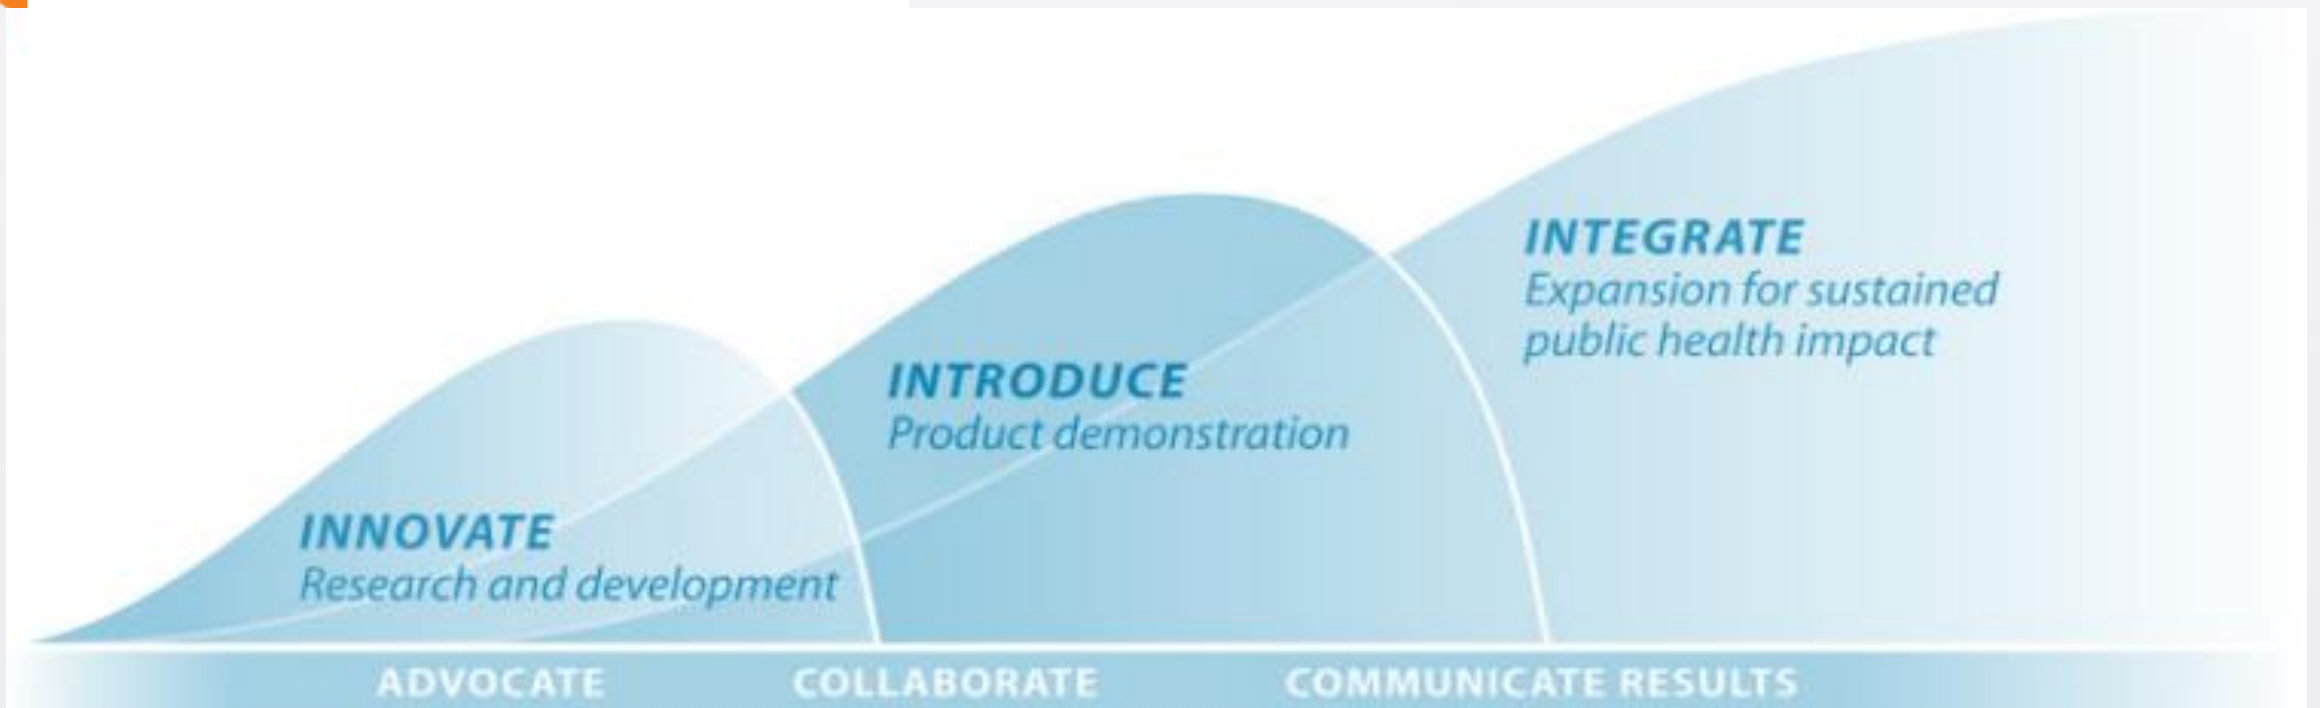 INNOVATE
Research and development
INTRODUCE
Product demonstration
INTEGRATE
Expansion for sustained
public health impact
ADVOCATE
COLLABORATE
COMMUNICATE RESULTS